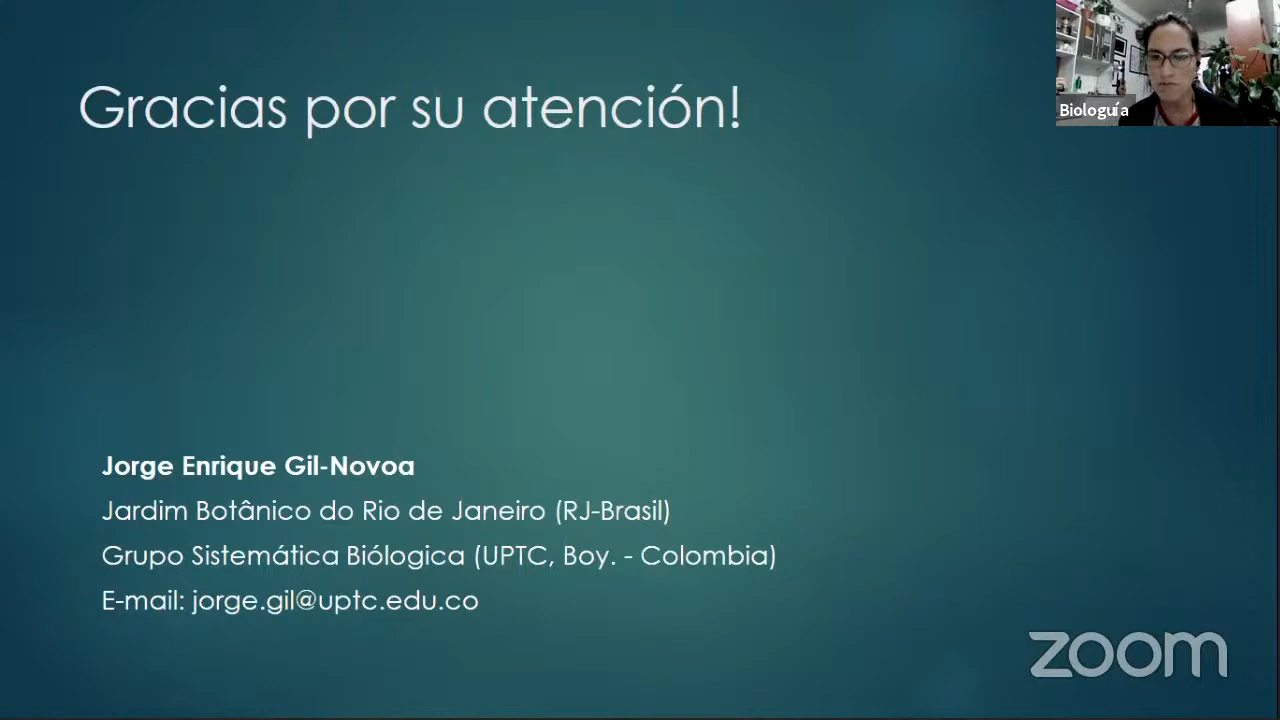 Gracias por su atención!
Biologuía
Jorge Enrique Gil-Novoa
Jardim Botânico do Rio de Janeiro (RJ-Brasil)
Grupo Sistemática Biólogica (UPTC, Boy. - Colombia)
E-mail: jorge.gil@uptc.edu.co
zoom